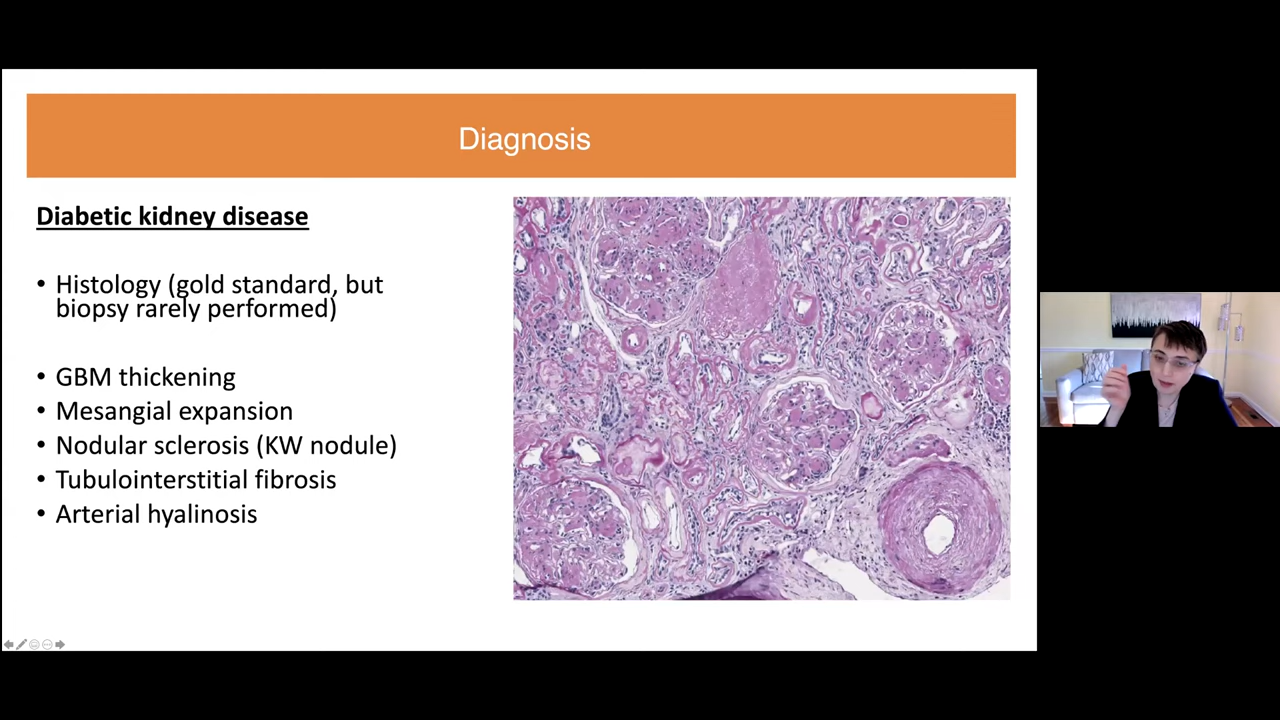 Diagnosis
Diabetic kidney disease
• Histology (gold standard, but
biopsy rarely performed)
• GBM thickening
• Mesangial expansion
• Nodular sclerosis (KW nodule)
• Tubulointerstitial fibrosis
• Arterial hyalinosis